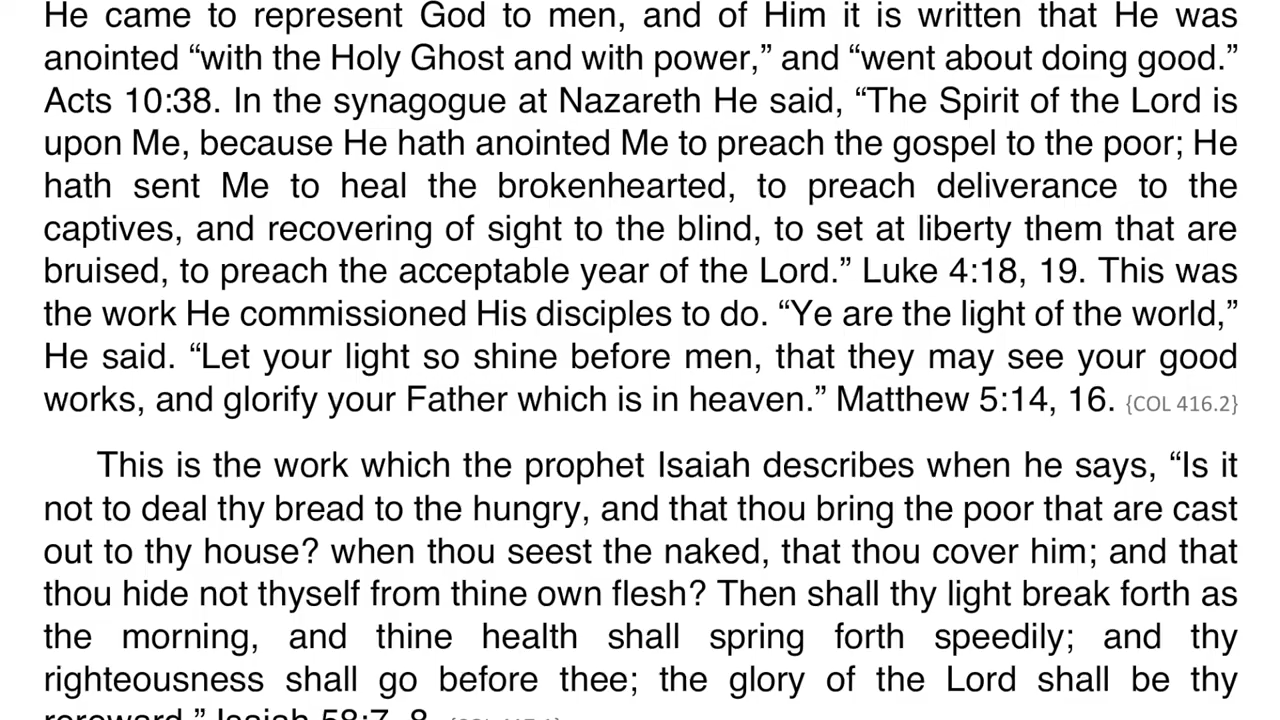 He came to represent God to men, and of Him it is written that He was
anointed “with the Holy Ghost and with power,” and “went about doing good.”
Acts 10:38. In the synagogue at Nazareth He said, “The Spirit of the Lord is
upon Me, because He hath anointed Me to preach the gospel to the poor; He
hath sent Me to heal the brokenhearted, to preach deliverance to the
captives, and recovering of sight to the blind, to set at liberty them that are
bruised, to preach the acceptable year of the Lord.” Luke 4:18, 19. This was
the work He commissioned His disciples to do. “Ye are the light of the world,”
He said. “Let your light so shine before men, that they may see your good
works, and glorify your Father which is in heaven.” Matthew 5:14, 16. {COL 416.2}
This is the work which the prophet Isaiah describes when he says, “Is it
not to deal thy bread to the hungry, and that thou bring the poor that are cast
out to thy house? when thou seest the naked, that thou cover him; and that
thou hide not thyself from thine own flesh? Then shall thy light break forth as
the morning, and thine health shall spring forth speedily; and thy
righteousness shall go before thee; the glory of the Lord shall be thy
rereward.” Isaiah 58:7, 8.